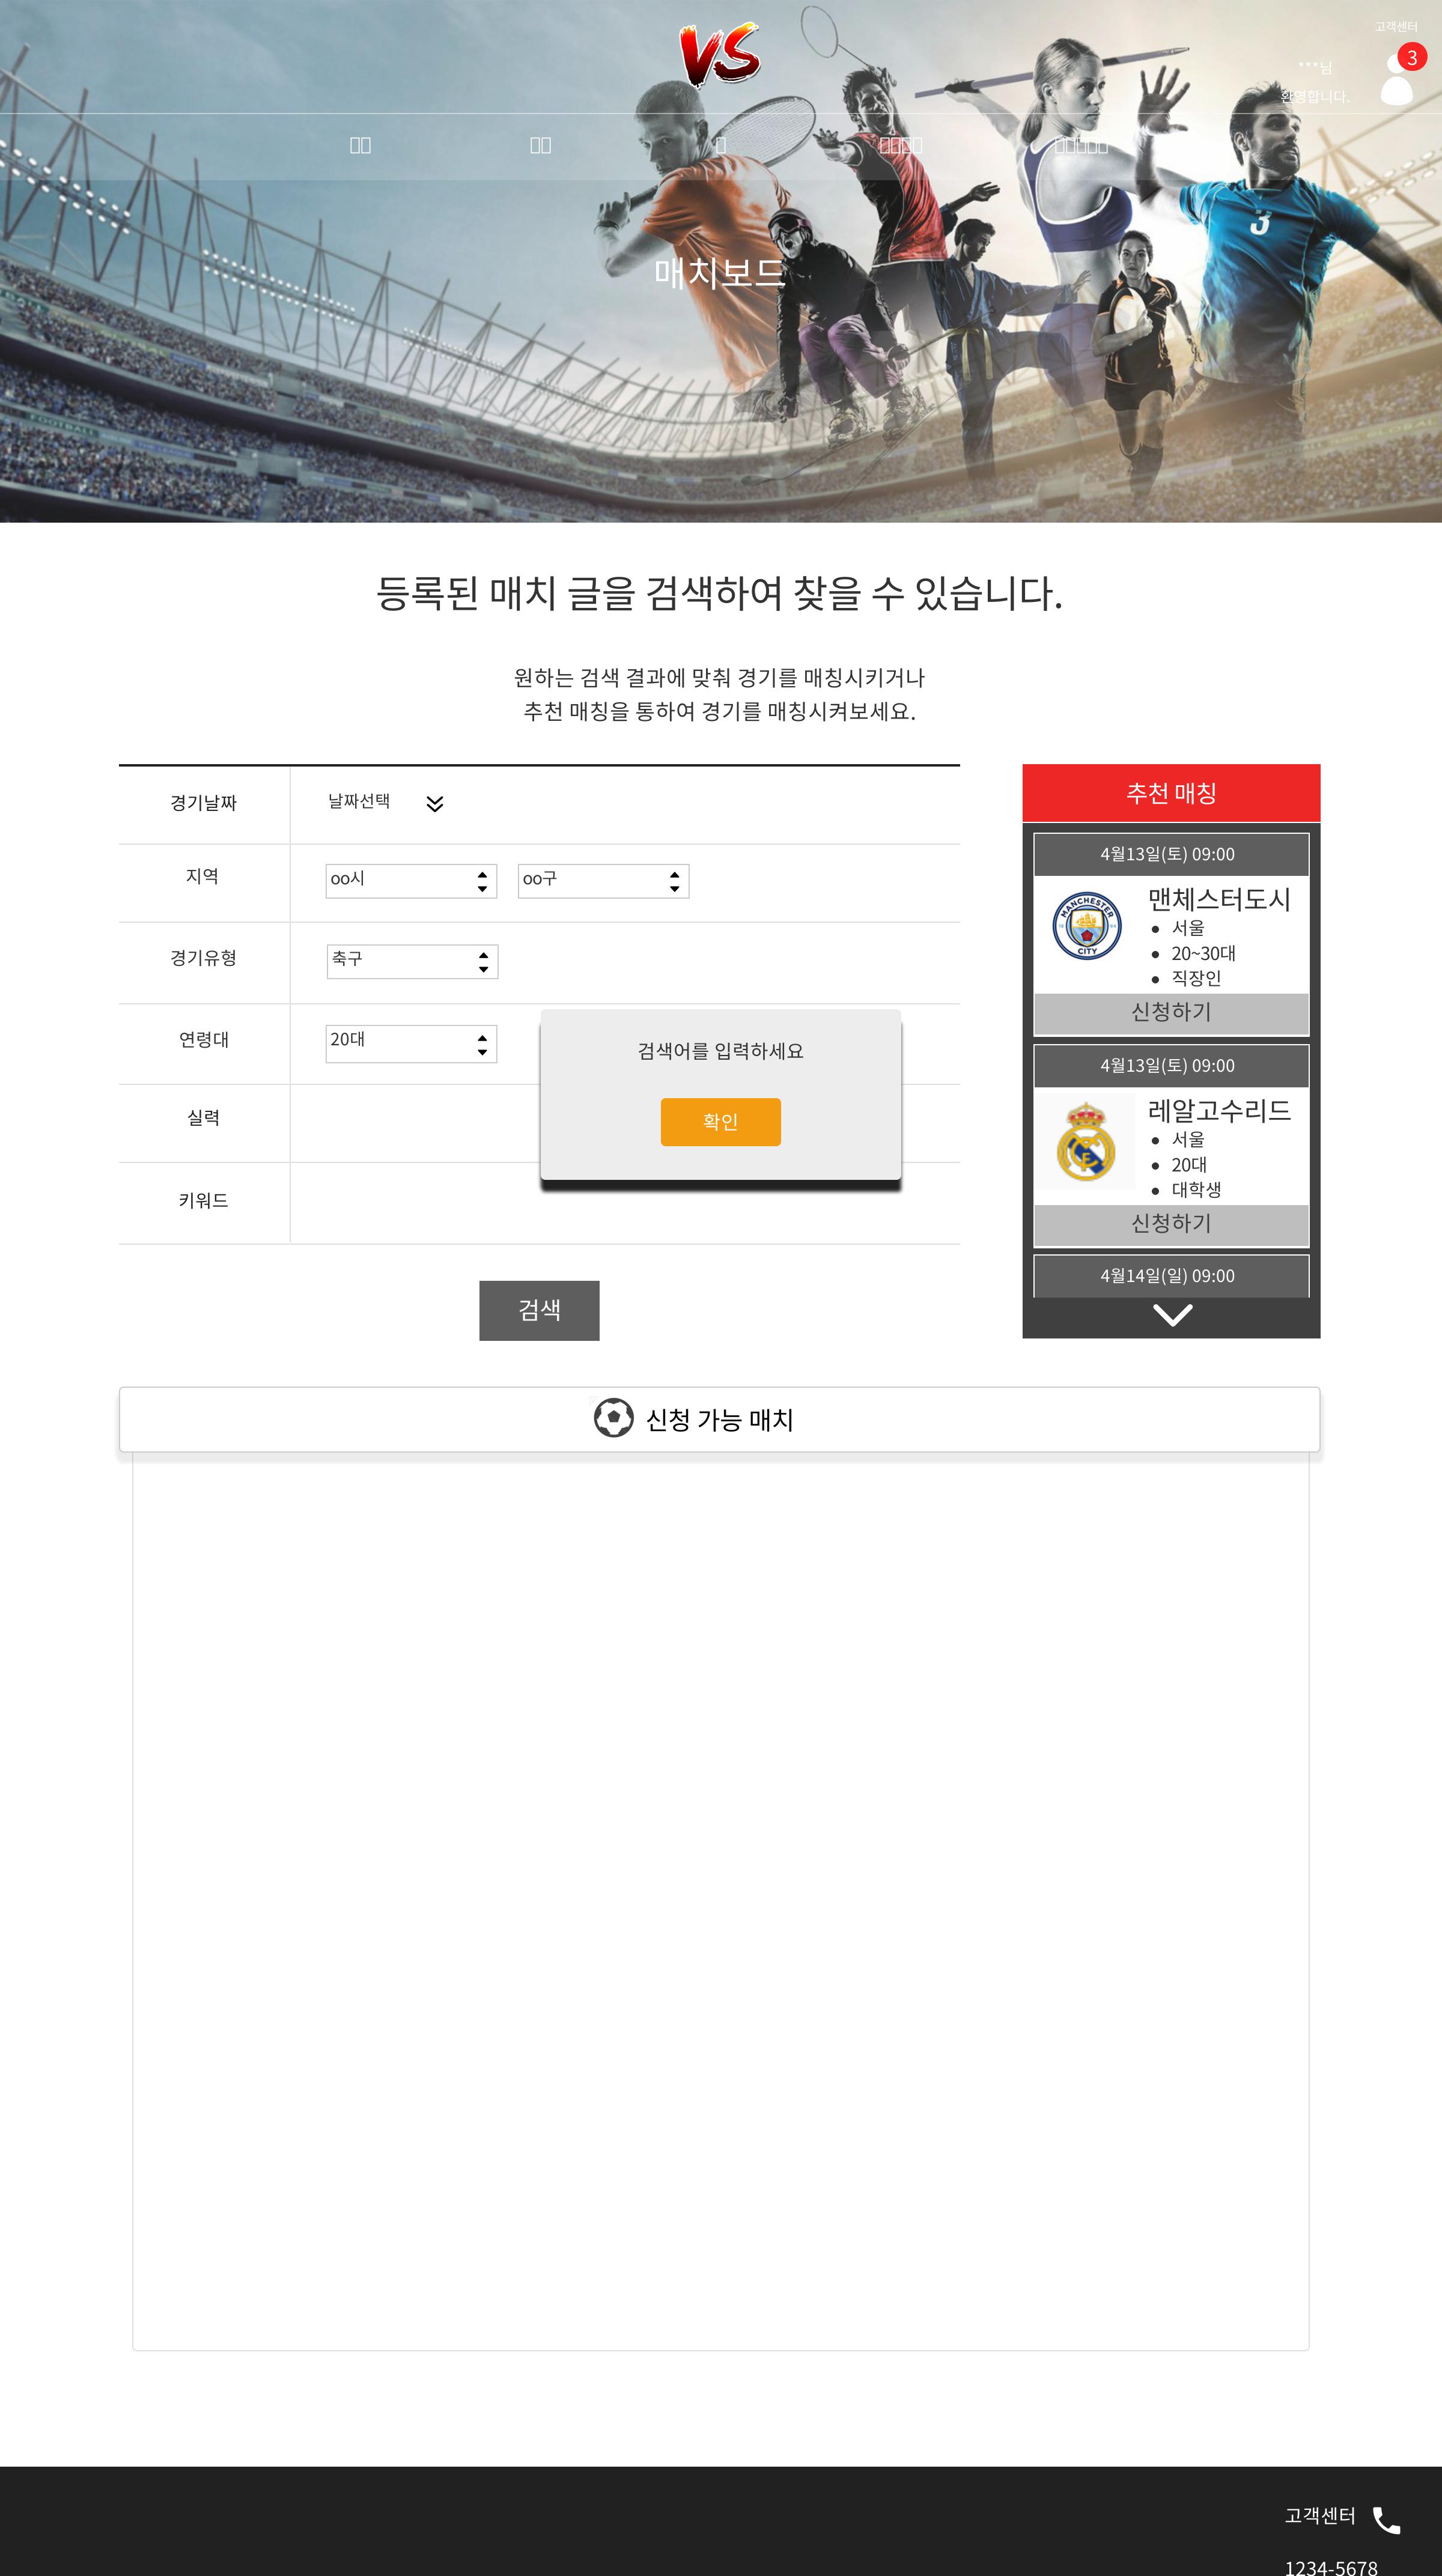 VS
고객센터
3
***님
환영합니다.
매치보드
3
등록된 매치 글을 검색하여 찾을 수 있습니다.
원하는 검색 결과에 맞춰 경기를 매칭시키거나
추천 매칭을 통하여 경기를 매칭시켜보세요.
경기날짜 날짜선택
지역 oo시 oo구
경기유형 축구
연령대 20대
실력
키워드
검색어를 입력하세요
확인
검색
추천 매칭
4월13일(토) 09:00
MANCHESTER
CITY
맨체스터도시
서울
20~30대
직장인
신청하기
4월13일(토) 09:00
레알고수리드
서울
20대
대학생
신청하기
4월14일(일) 09:00
신청 가능 매치
고객센터
1234-5678